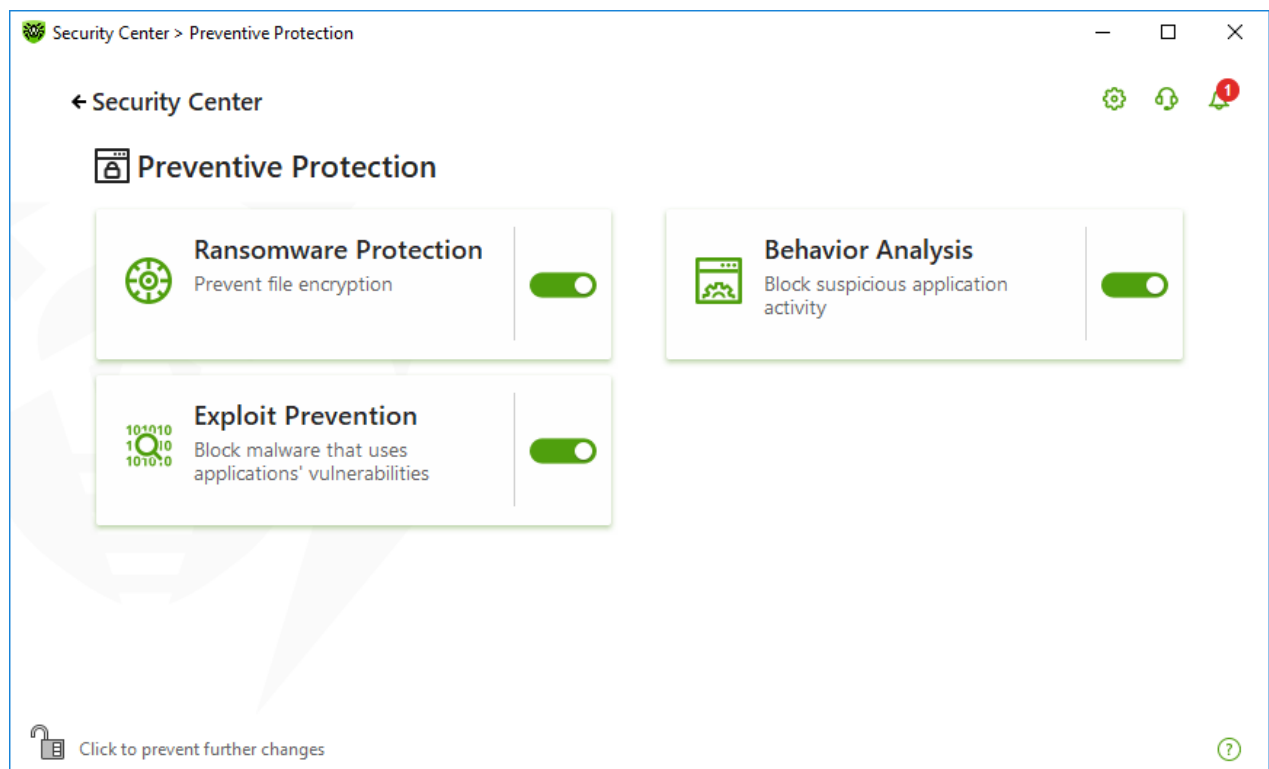 Security Center > Preventive Protection
Security Center
1
Preventive Protection
Ransomware Protection
Prevent file encryption
Behavior Analysis
Block suspicious application
activity
101010
Exploit Prevention
Block malware that uses
applications' vulnerabilities
Click to prevent further changes
?